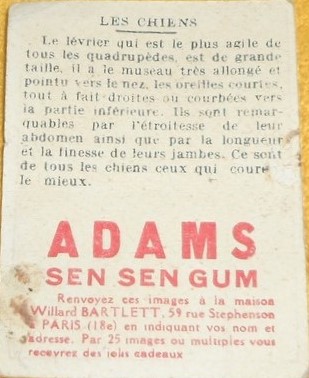 LES CHIENS
Le lévrier qui est le plus agile de
tous les quadrupèdes, est de grande
taille, il a le museau très allongé et
pointu vers le nez, les oreilles courtes,
tout à fait droites ou courbées vers
la partie inférieure. Ils sont remar-
quables par l'étroitesse de leur
abdomen ainsi que par la longueur
et la finesse de leurs jambes. Ce sont
de tous les chiens ceux qui courent
le mieux.
ADAMS
SEN SEN GUM
Renvoyez ces images à la maison
Willard BARTLETT, 59 rue Stephenson
à PARIS (18e) en indiquant vos nom et
adresse. Par 25 images ou multiples vous
recevrez des jolis cadeaux